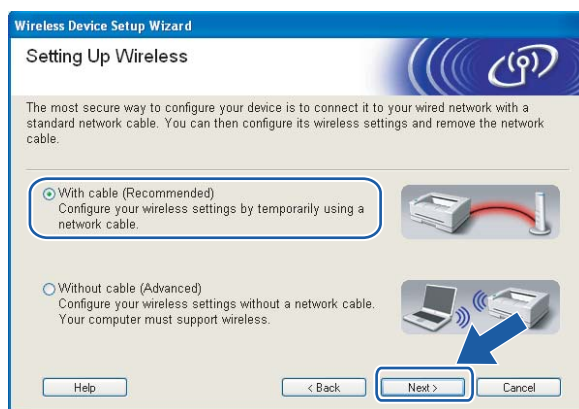 Wireless Device Setup Wizard
Setting Up Wireless
The most secure way to configure your device is to connect it to your wired network with a
standard network cable. You can then configure its wireless settings and remove the network
cable.
With cable (Recommended)
Configure your wireless settings by temporarily using a
network cable.
Without cable (Advanced)
Configure your wireless settings without a network cable.
Your computer must support wireless.
Help
< Back
Next >
Cancel